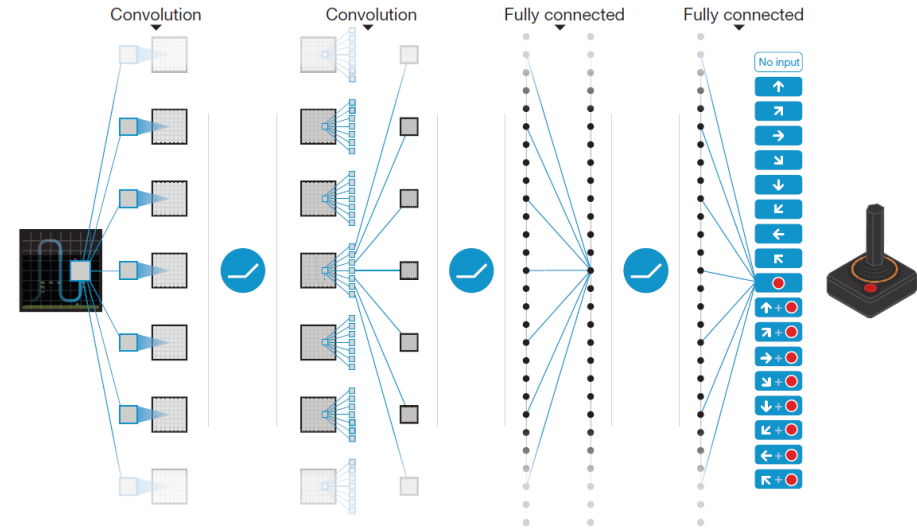 Convolution
Convolution
Fully connected
Fully connected
No input
+
+
+
+
+
+
+
+